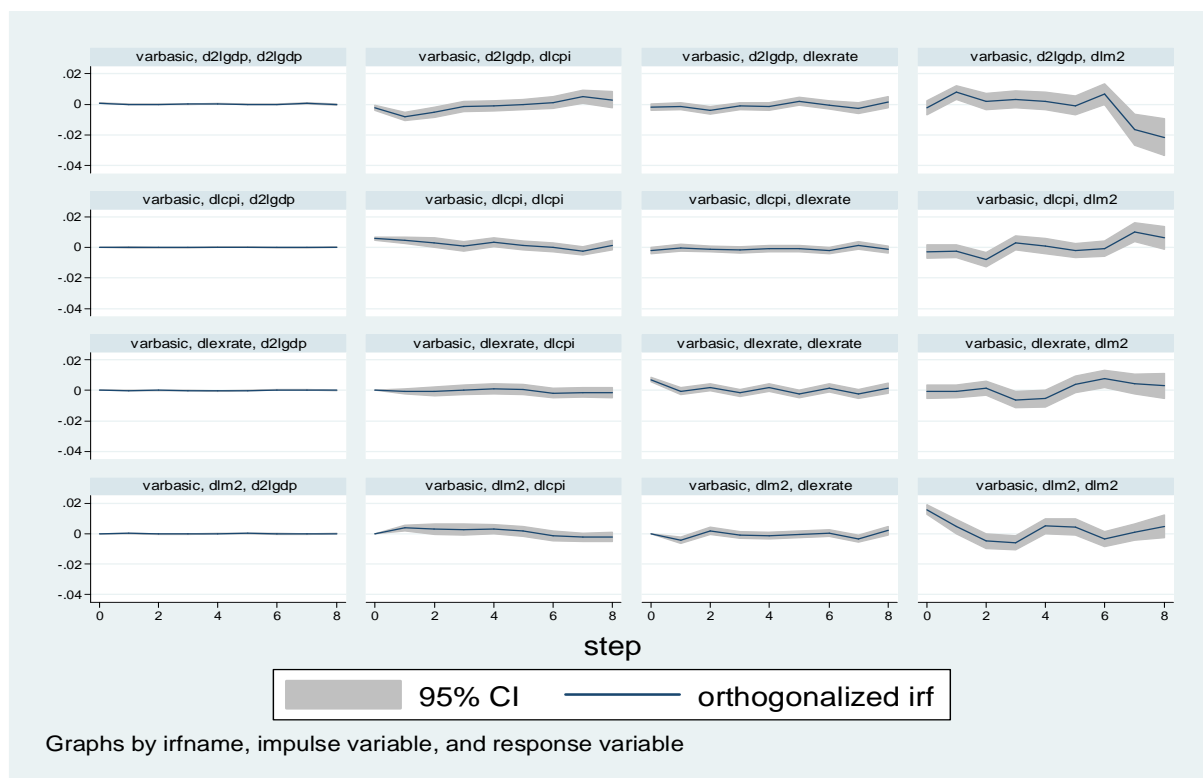 varbasic, d2lgdp, d2lgdp varbasic, d2lgdp, dlcpi varbasic, d2lgdp, dlexrate varbasic, d2lgdp, dlm2
.02
0
-.02
-.04
varbasic, dlcpi, d2lgdp varbasic, dlcpi, dlcpi varbasic, dlcpi, dlexrate varbasic, dlcpi, dlm2
.02
0
-.02
-.04
varbasic, dlexrate, d2lgdp varbasic, dlexrate, dlcpi varbasic, dlexrate, dlexrate varbasic, dlexrate, dlm2
.02
0
-.02
-.04
varbasic, dlm2, d2lgdp varbasic, dlm2, dlcpi varbasic, dlm2, dlexrate varbasic, dlm2, dlm2
.02
0
-.02
-.04
0 2 4 6 8 0 2 4 6 8 0 2 4 6 8 0 2 4 6 8
step
95% CI orthogonalized irf
Graphs by irfname, impulse variable, and response variable